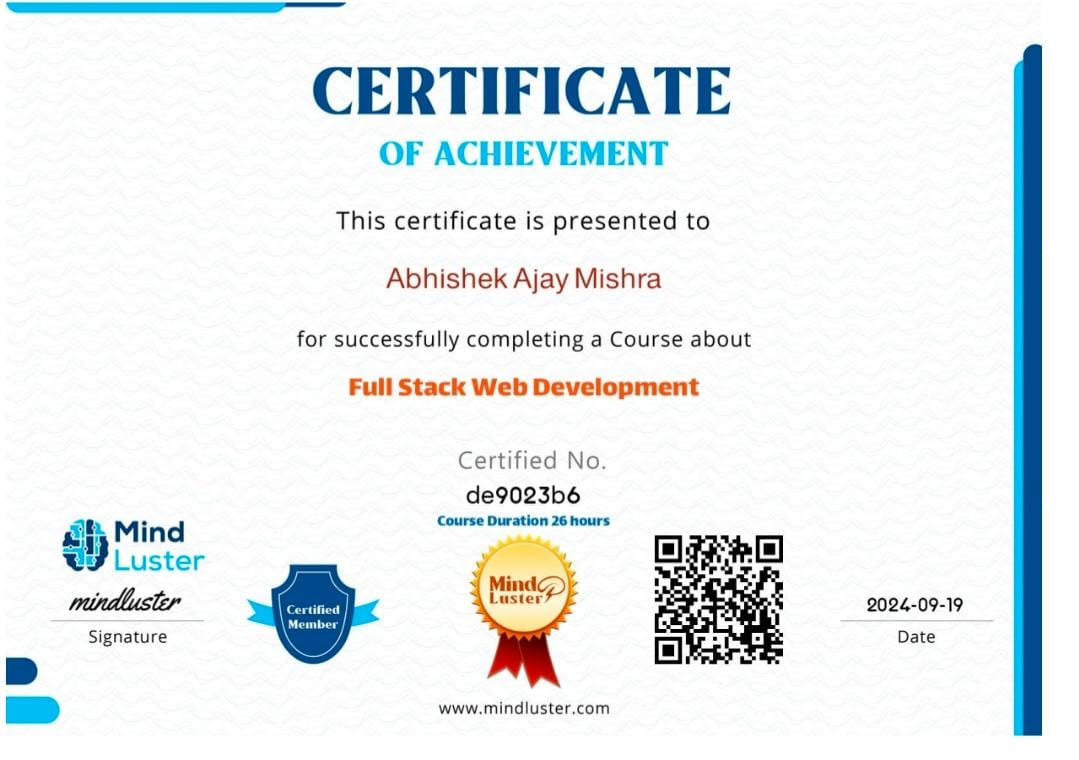 CERTIFICATE
OF ACHIEVEMENT
This certificate is presented to
Abhishek Ajay Mishra
for successfully completing a Course about
Full Stack Web Development
Certified No.
de9023b6
Course Duration 26 hours
Mind
Luster
mindluster
Signature
Certified
Member
Mind
Luster
2024-09-19
Date
www.mindluster.com